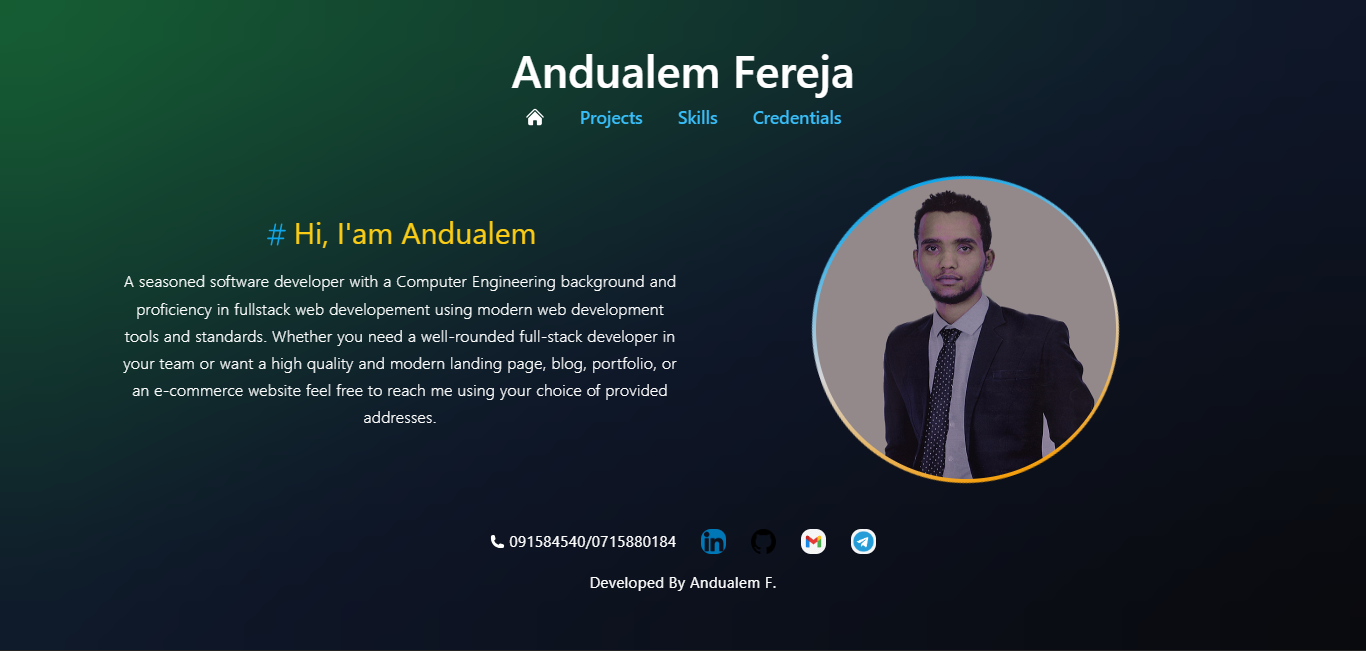 Andualem Fereja
Projects Skills Credentials
# Hi, I'am Andualem
A seasoned software developer with a Computer Engineering background and
proficiency in fullstack web developement using modern web development
tools and standards. Whether you need a well-rounded full-stack developer in
your team or want a high quality and modern landing page, blog, portfolio, or
an e-commerce website feel free to reach me using your choice of provided
addresses.
091584540/0715880184 in
Developed By Andualem F.